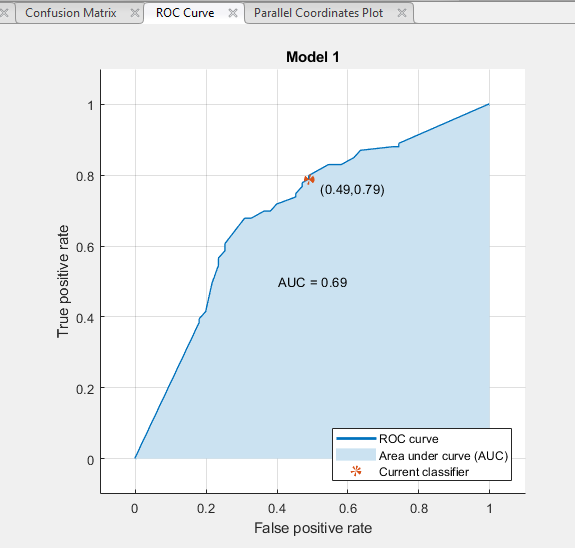 Confusion Matrix ROC Curve Parallel Coordinates Plot
Model 1
1
0.8
0.6
0.4
0.2
0
True positive rate
(0.49,0.79)
AUC = 0.69
ROC curve
Area under curve (AUC)
Current classifier
0 0.2 0.4 0.6 0.8 1
False positive rate